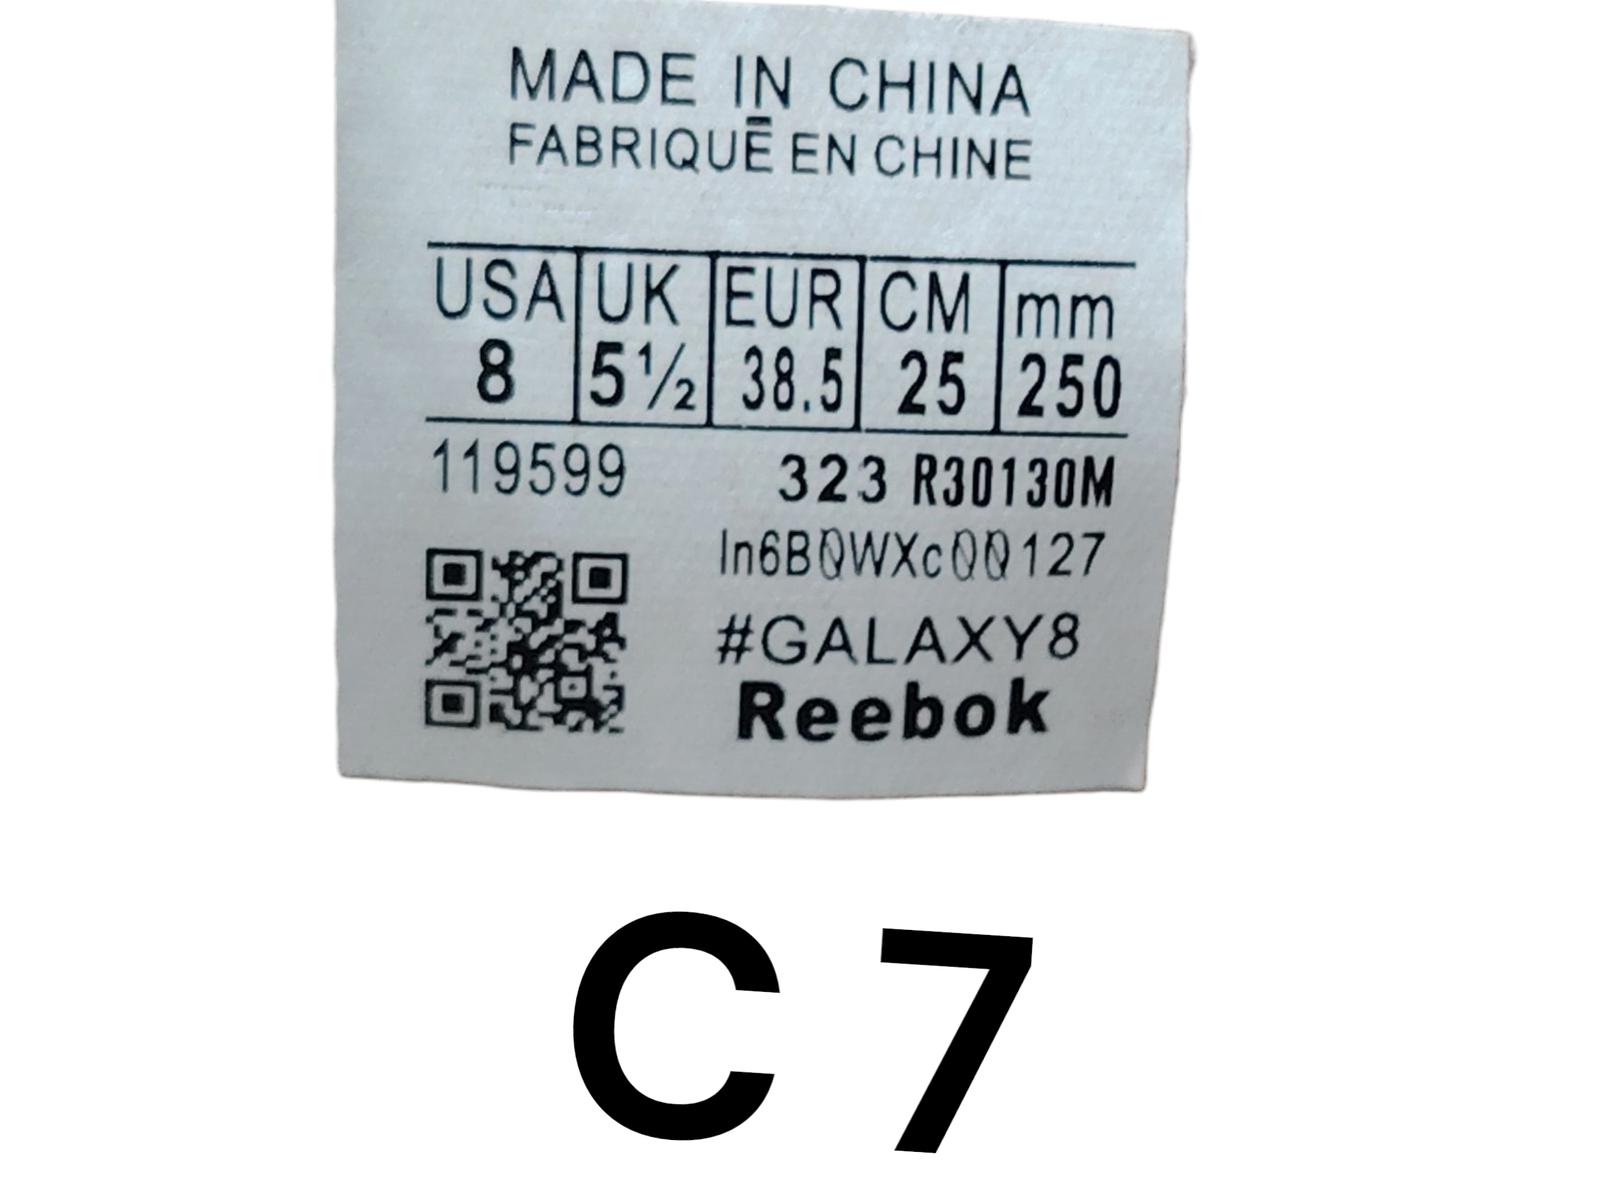 MADE IN CHINA
FABRIQUĒ EN CHINE
USA UK EUR CM mm
8 5½ 38.5 25 250
119599 323 R30130M
In6B0WXc00127
#GALAXY8
Reebok
C 7